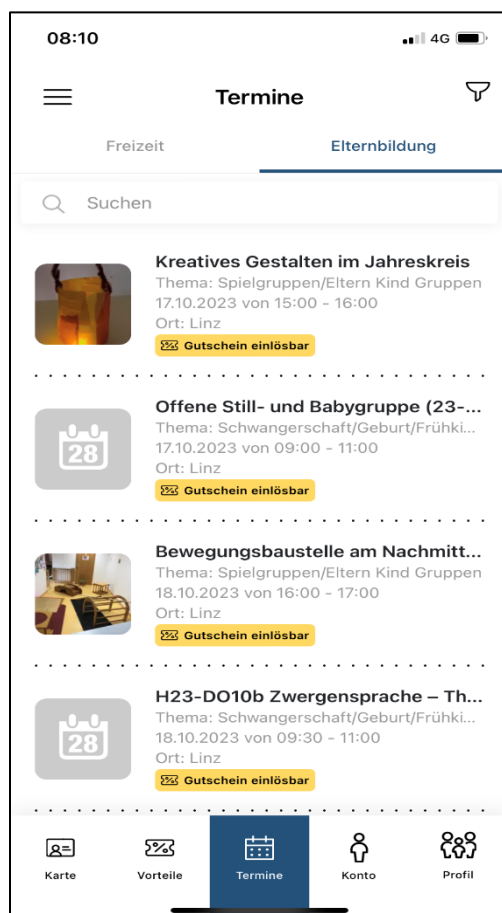 08:10
4G
Termine
Freizeit
Elternbildung
Suchen
Kreatives Gestalten im Jahreskreis
Thema: Spielgruppen/Eltern Kind Gruppen
17.10.2023 von 15:00 - 16:00
Ort: Linz
Gutschein einlösbar
28
Offene Still- und Babygruppe (23-...
Thema: Schwangerschaft/Geburt/Frühki...
17.10.2023 von 09:00 - 11:00
Ort: Linz
Gutschein einlösbar
Bewegungsbaustelle am Nachmitt...
Thema: Spielgruppen/Eltern Kind Gruppen
18.10.2023 von 16:00 - 17:00
Ort: Linz
Gutschein einlösbar
28
H23-DO10b Zwergensprache – Th...
Thema: Schwangerschaft/Geburt/Frühki...
18.10.2023 von 09:30 - 11:00
Ort: Linz
Gutschein einlösbar
Karte
Vorteile
Termine
Konto
Profil